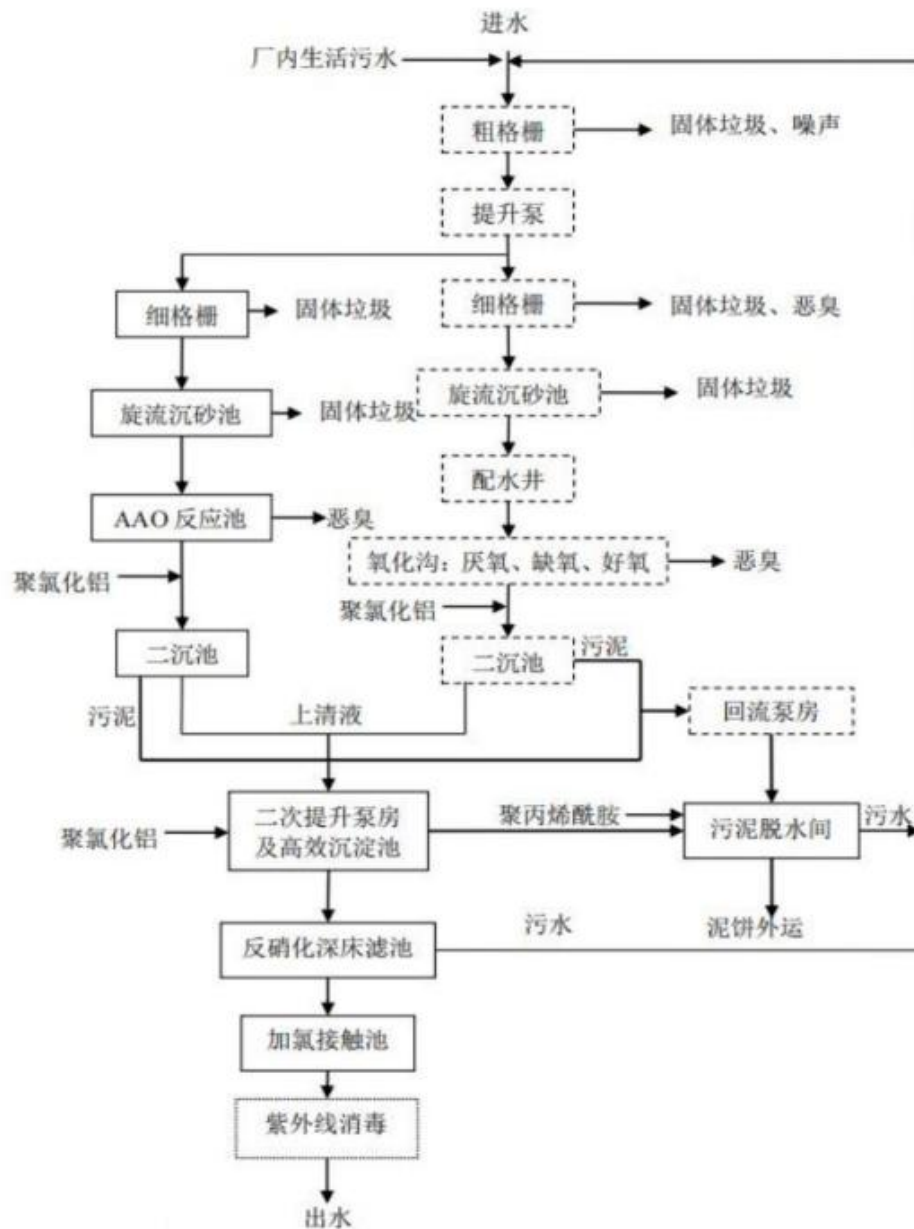 进水
厂内生活污水
粗格栅
固体垃圾、噪声
提升泵
细格栅
固体垃圾
细格栅
固体垃圾、恶臭
旋流沉砂池
固体垃圾
旋流沉砂池
固体垃圾
配水井
AAO 反应池
恶臭
氧化沟：厌氧、缺氧、好氧
恶臭
聚氯化铝
聚氯化铝
二沉池
二沉池
污泥
污泥
上清液
回流泵房
聚氯化铝
二次提升泵房
及高效沉淀池
聚丙烯酰胺
污泥脱水间
污水
反硝化深床滤池
污水
泥饼外运
加氯接触池
紫外线消毒
出水